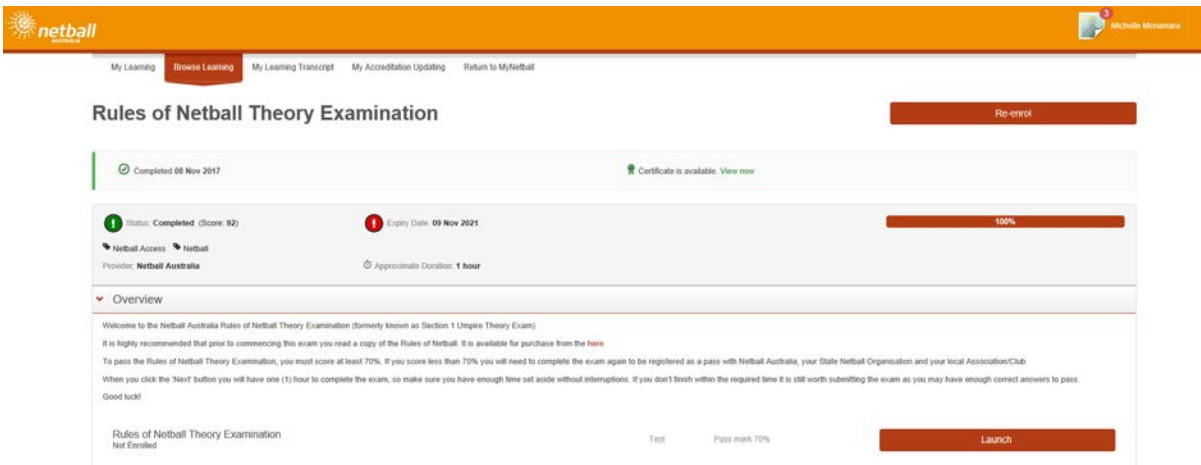 netball
AUSTRALIA
3
Michelle Mcnamara
My Learning Browse Learning My Learning Transcript My Accreditation Updating Return to MyNetball
Rules of Netball Theory Examination
Re-enrol
Completed 08 Nov 2017
Certificate is available. View now
Status: Completed (Score: 92)
Expiry Date: 09 Nov 2021
100%
Netball Access Netball
Provider: Netball Australia
Approximate Duration: 1 hour
Overview
Welcome to the Netball Australia Rules of Netball Theory Examination (formerly known as Section 1 Umpire Theory Exam).
It is highly recommended that prior to commencing this exam you read a copy of the Rules of Netball. It is available for purchase from the here.
To pass the Rules of Netball Theory Examination, you must score at least 70%. If you score less than 70% you will need to complete the exam again to be registered as a pass with Netball Australia, your State Netball Organisation and your local Association/Club
When you click the 'Next' button you will have one (1) hour to complete the exam, so make sure you have enough time set aside without interruptions. If you don't finish within the required time it is still worth submitting the exam as you may have enough correct answers to pass.
Good luck!
Rules of Netball Theory Examination
Not Enrolled
Test
Pass mark 70%
Launch